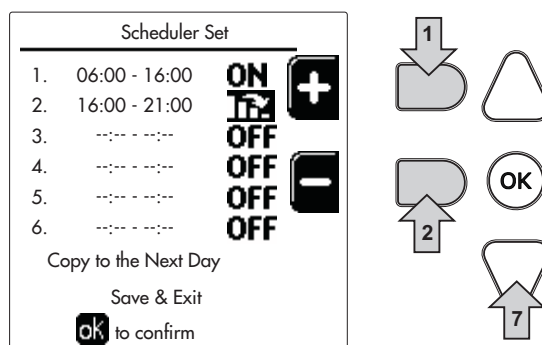 Scheduler Set
1. 06:00 - 16:00 ON
2. 16:00 - 21:00
3. --:-- - --:-- OFF
4. --:-- - --:-- OFF
5. --:-- - --:-- OFF
6. --:-- - --:-- OFF
Copy to the Next Day
Save & Exit
ok to confirm
1
OK
2
7